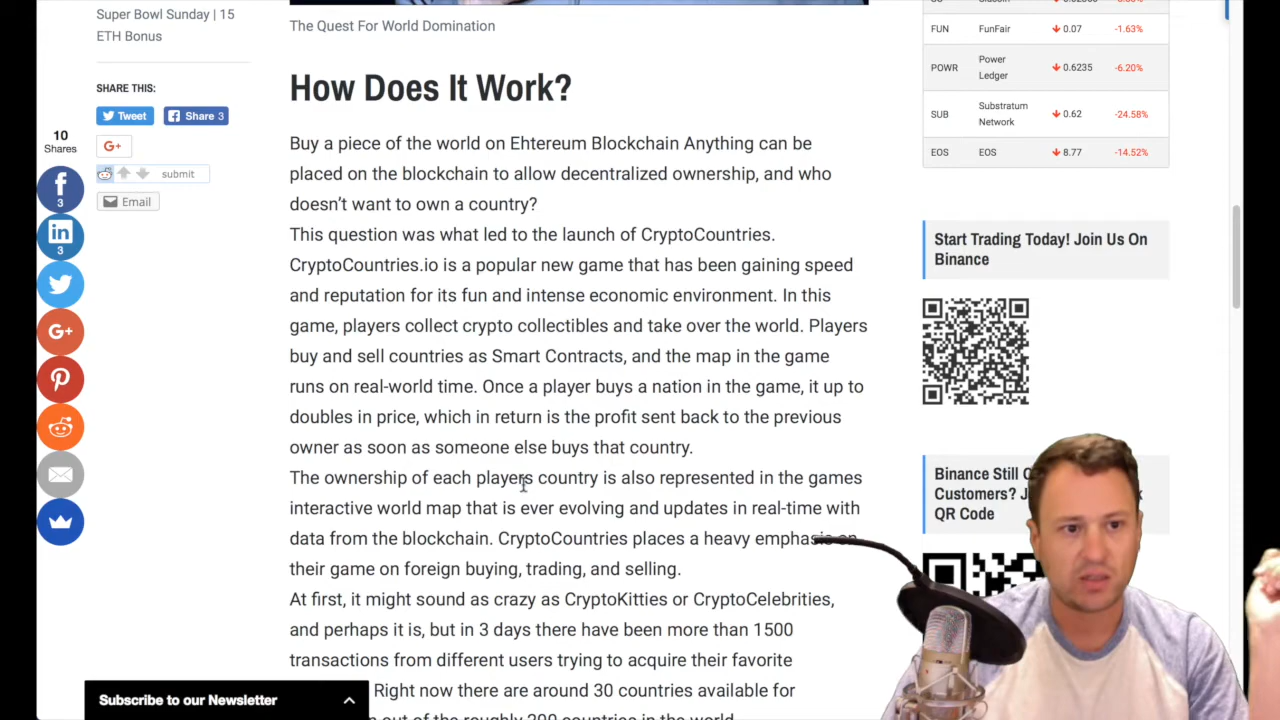 Super Bowl Sunday | 15
ETH Bonus
SHARE THIS:
Tweet
Share 3
G+
submit
Email
10
Shares
3
3
The Quest For World Domination
How Does It Work?
Buy a piece of the world on Ehtereum Blockchain Anything can be
placed on the blockchain to allow decentralized ownership, and who
doesn't want to own a country?
This question was what led to the launch of CryptoCountries.
CryptoCountries.io is a popular new game that has been gaining speed
and reputation for its fun and intense economic environment. In this
game, players collect crypto collectibles and take over the world. Players
buy and sell countries as Smart Contracts, and the map in the game
runs on real-world time. Once a player buys a nation in the game, it up to
doubles in price, which in return is the profit sent back to the previous
owner as soon as someone else buys that country.
The ownership of each players country is also represented in the games
interactive world map that is ever evolving and updates in real-time with
data from the blockchain. CryptoCountries places a heavy emphasis on
their game on foreign buying, trading, and selling.
At first, it might sound as crazy as CryptoKitties or CryptoCelebrities,
and perhaps it is, but in 3 days there have been more than 1500
transactions from different users trying to acquire their favorite
Right now there are around 30 countries available for
out of the roughly 200 countries in the world
Subscribe to our Newsletter
FUN FunFair 0.07 -1.63%
POWR Power Ledger 0.6235 -6.20%
SUB Substratum Network 0.62 -24.58%
EOS EOS 8.77 -14.52%
Start Trading Today! Join Us On
Binance
Binance Still
Customers?
QR Code